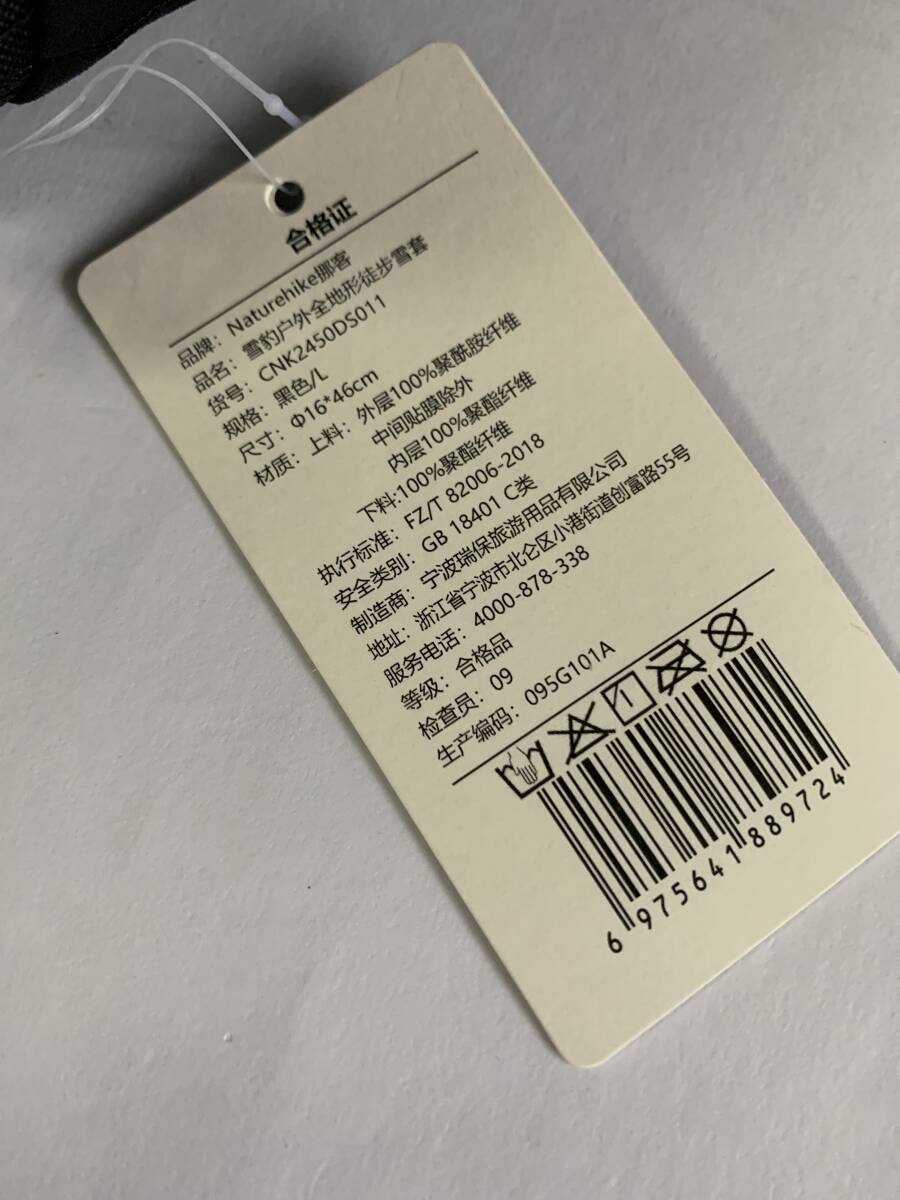 合格证
品牌：Naturehike挪客
品名：雪豹户外全地形徒步雪套
货号：CNK2450DS011
规格：黑色/L
尺寸：Φ16*46cm
材质：上料：外层100%聚酰胺纤维
中间贴膜除外
内层100%聚酯纤维
下料:100%聚酯纤维
执行标准：FZ/T 82006-2018
安全类别：GB 18401 C类
制造商：宁波瑞保旅游用品有限公司
地址：浙江省宁波市北仑区小港街道创富路55号
服务电话：4000-878-338
等级：合格品
检查员：09
生产编码：095G101A
1
6 975641 889724